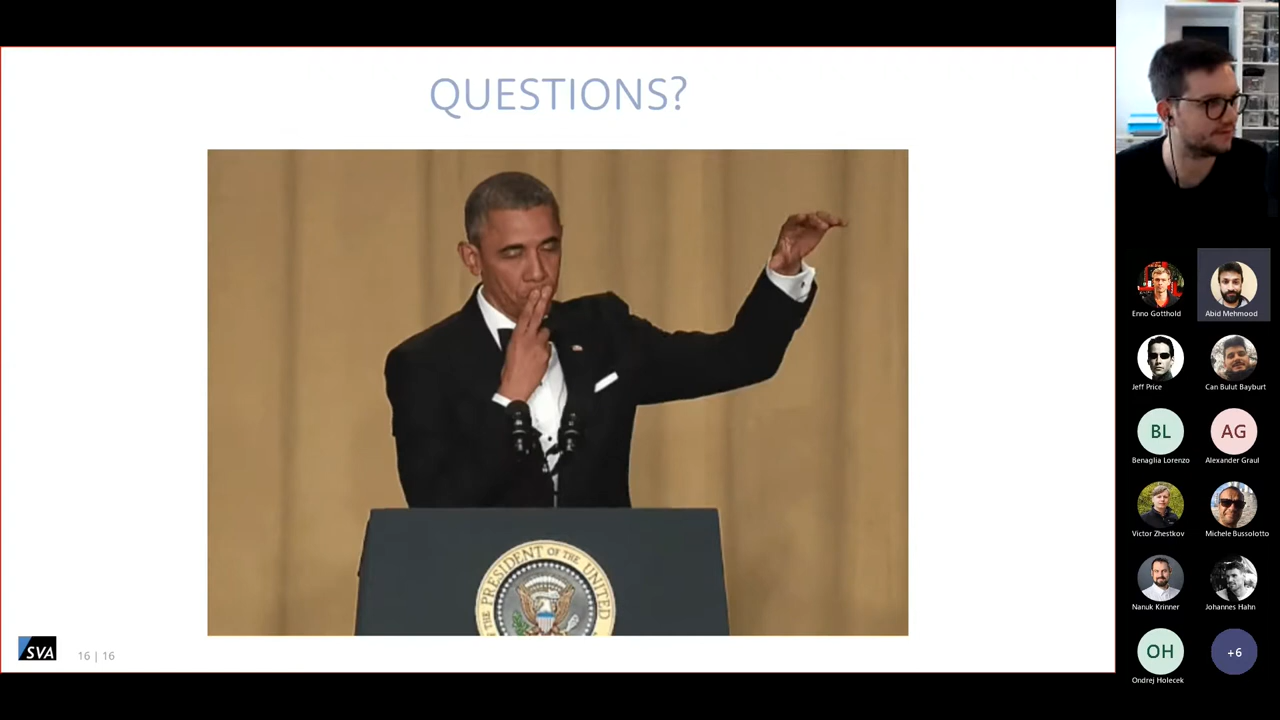 QUESTIONS?
PRESIDENT OF THE UNITED
THE
SVA
16 | 16
Enno Gotthold
Abid Mehmood
Jeff Price
Can Bulut Bayburt
BL
AG
Benaglia Lorenzo
Alexander Graul
Victor Zhestkov
Michele Bussolotto
Nanuk Krinner
Johannes Hahn
OH
+6
Ondrej Holecek